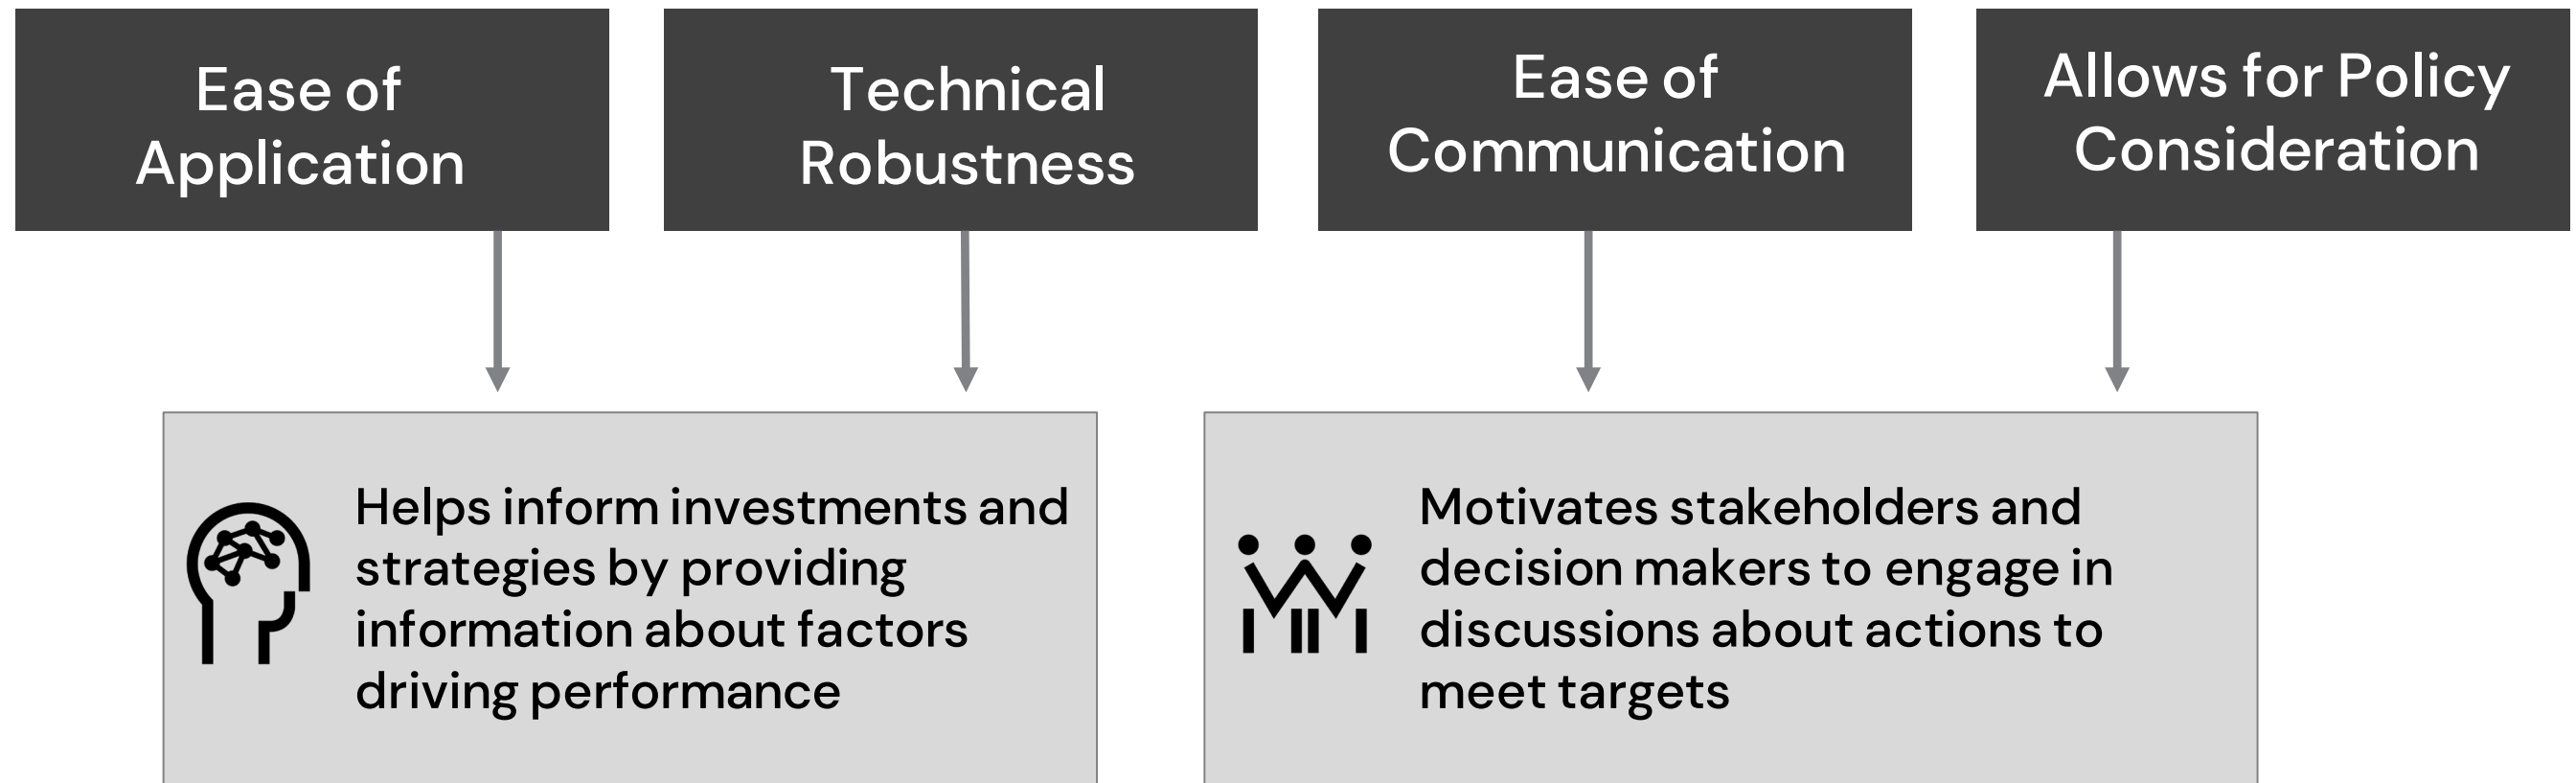 Ease of
Application
Technical
Robustness
Ease of
Communication
Allows for Policy
Consideration
Helps inform investments and
strategies by providing
information about factors
driving performance
Motivates stakeholders and
decision makers to engage in
discussions about actions to
meet targets